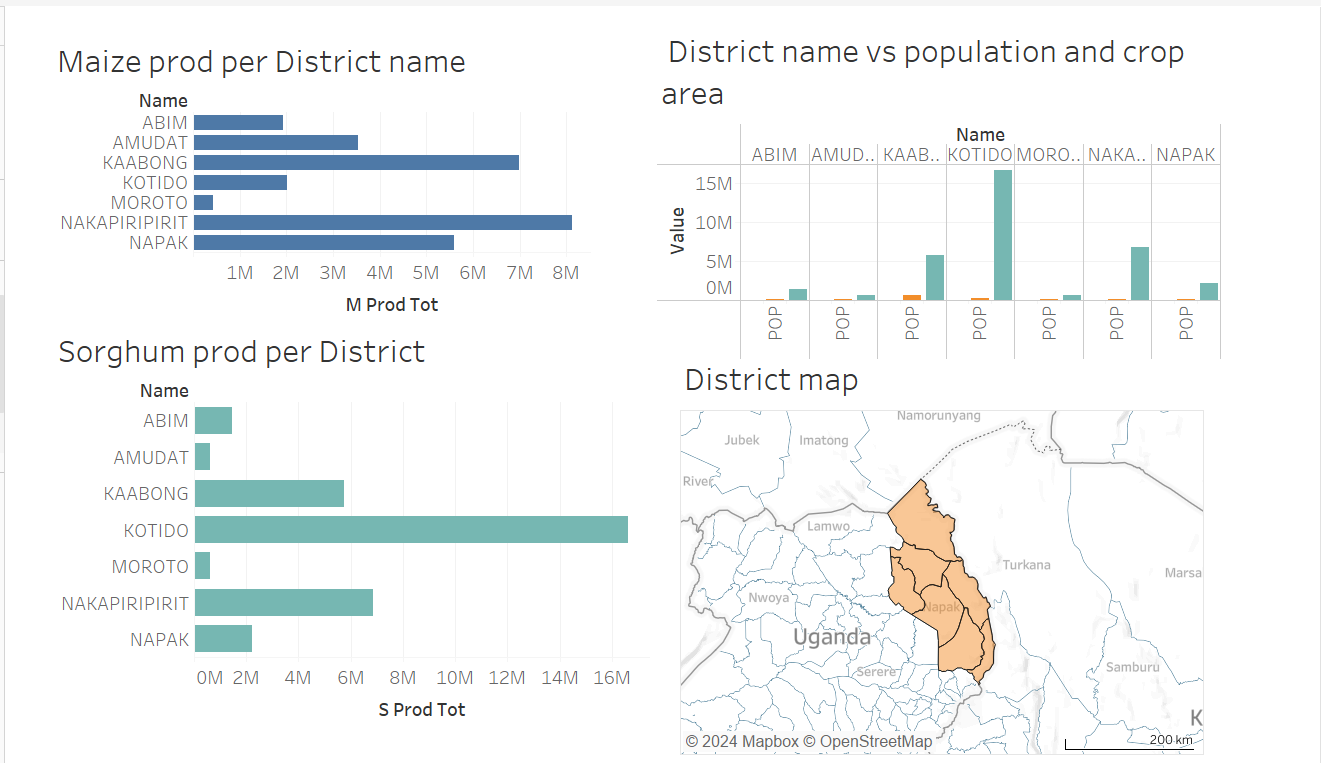 Maize prod per District name
Name
ABIM
AMUDAT
KAABONG
KOTIDO
MOROTO
NAKAPIRIPIRIT
NAPAK
1M 2M 3M 4M 5M 6M 7M 8M
M Prod Tot
Sorghum prod per District
Name
ABIM
AMUDAT
KAABONG
KOTIDO
MOROTO
NAKAPIRIPIRIT
NAPAK
0M 2M 4M 6M 8M 10M 12M 14M 16M
S Prod Tot
District name vs population and crop
area
Name
ABIM AMUD.. KAAB.. KOTIDO MORO.. NAKA.. NAPAK
15M
10M
5M
0M
Value
POP POP POP POP POP POP POP
District map
Namorunyang
Jubek Imatong
River
Lamwo
Turkana
Marsa
Nwoya
Napak
Uganda
Serere
Samburu
K
© 2024 Mapbox © OpenStreetMap
200 km